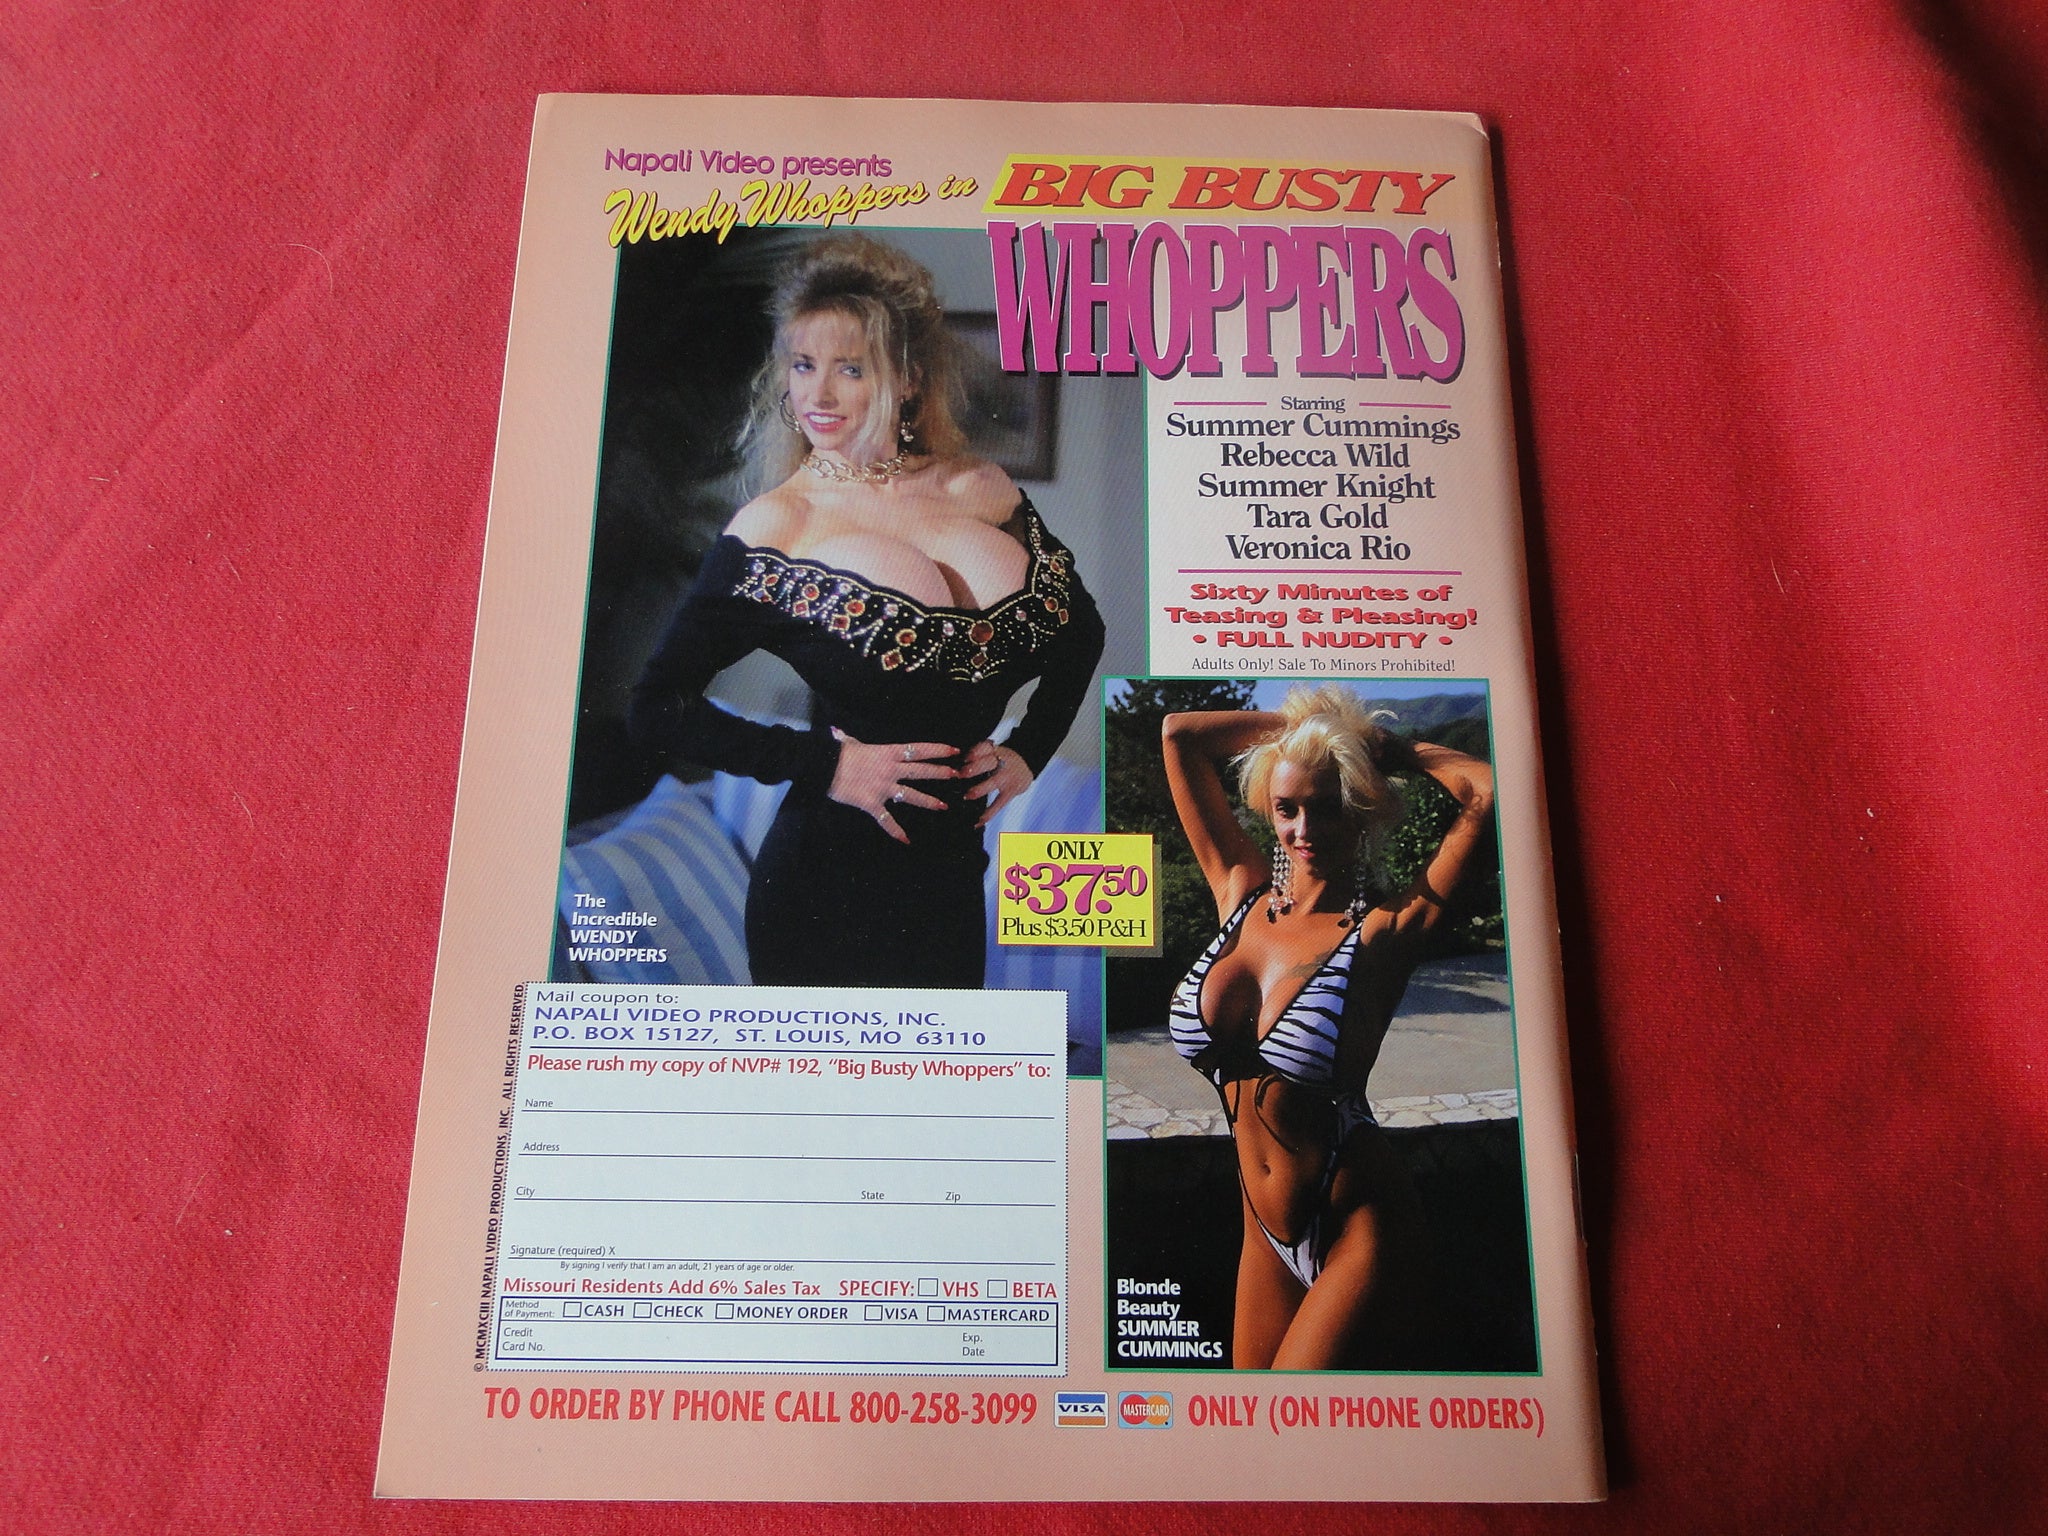 Napali Video presents
Wendy Whoppers in
BIG BUSTY
WHOPPERS
Starring
Summer Cummings
Rebecca Wild
Summer Knight
Tara Gold
Veronica Rio
Sixty Minutes of
Teasing & Pleasing!
• FULL NUDITY •
Adults Only! Sale To Minors Prohibited!
ONLY
$37.50
Plus $3.50 P&H
The
Incredible
WENDY
WHOPPERS
Mail coupon to:
NAPALI VIDEO PRODUCTIONS, INC.
P.O. BOX 15127, ST. LOUIS, MO 63110
Please rush my copy of NVP# 192, "Big Busty Whoppers" to:
Name
Address
City State Zip
Signature (required) X
By signing I verify that I am an adult, 21 years of age or older.
Missouri Residents Add 6% Sales Tax SPECIFY: VHS BETA
Method
of Payment: CASH CHECK MONEY ORDER VISA MASTERCARD
Credit
Card No.
Exp.
Date
© MCMXCIII NAPALI VIDEO PRODUCTIONS, INC. ALL RIGHTS RESERVED.
Blonde
Beauty
SUMMER
CUMMINGS
TO ORDER BY PHONE CALL 800-258-3099 VISA MASTERCARD ONLY (ON PHONE ORDERS)